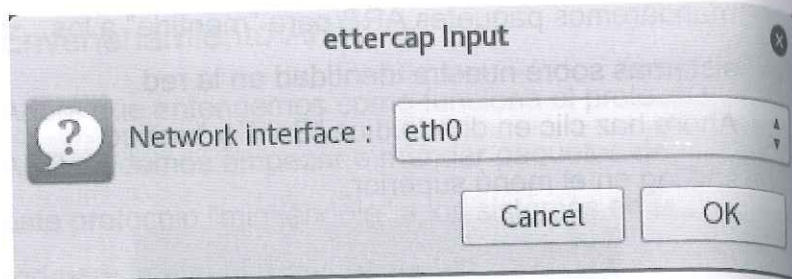 ettercap Input
Network interface :
eth0
Cancel
OK